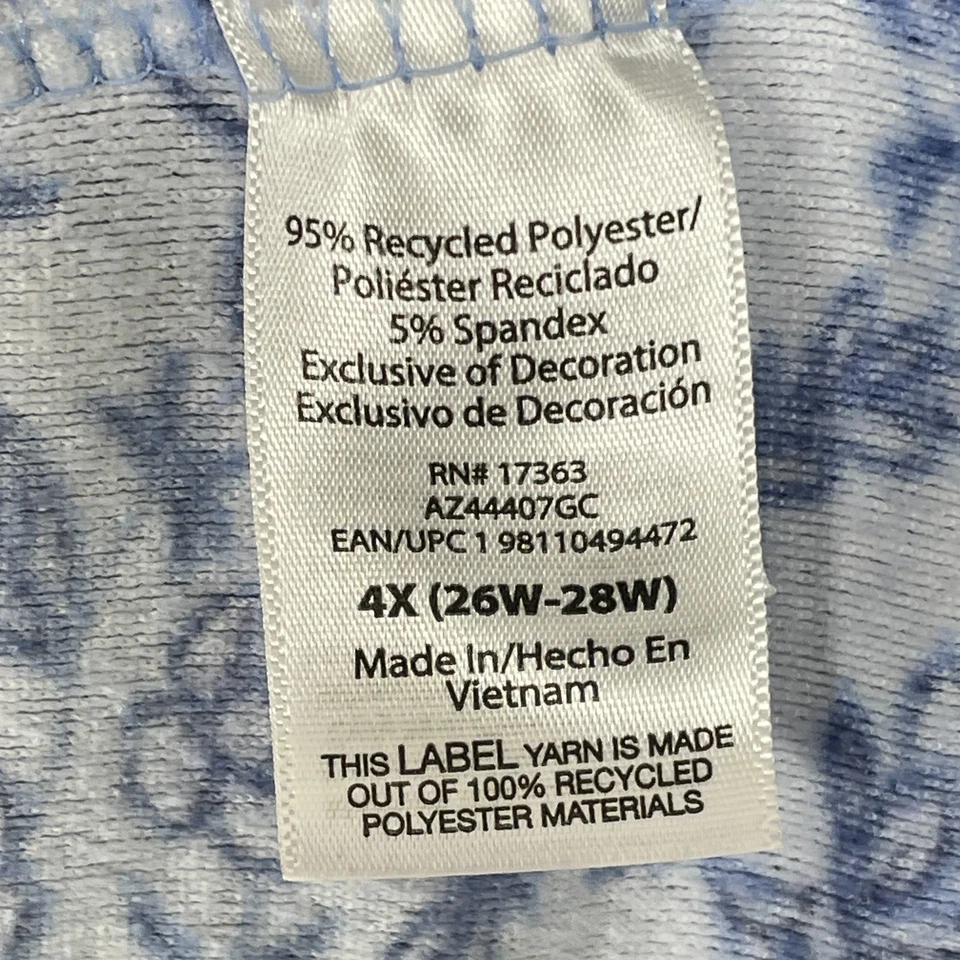 95% Recycled Polyester/
Poliéster Reciclado
5% Spandex
Exclusive of Decoration
Exclusivo de Decoración
RN# 17363
AZ44407GC
EAN/UPC 1 98110494472
4X (26W-28W)
Made In/Hecho En
Vietnam
THIS LABEL YARN IS MADE
OUT OF 100% RECYCLED
POLYESTER MATERIALS